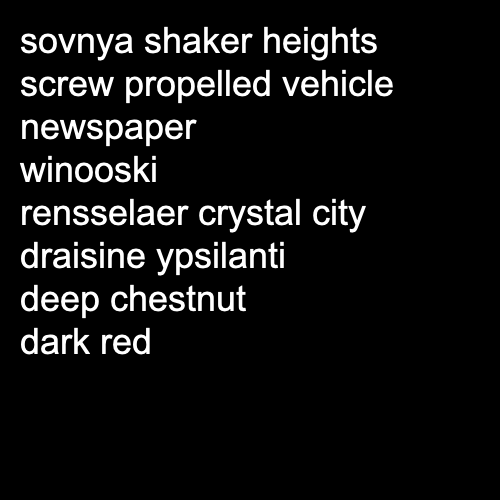 sovnya shaker heights
screw propelled vehicle
newspaper
winooski
rensselaer crystal city
draisine ypsilanti
deep chestnut
dark red